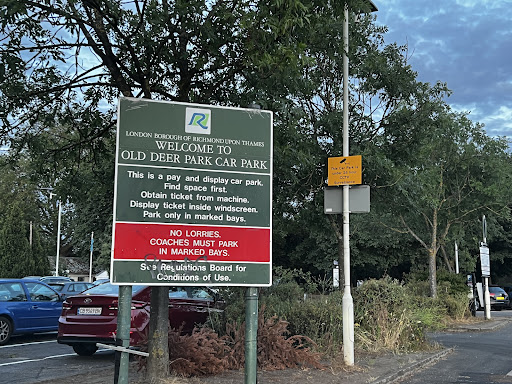 LONDON BOROUGH OF RICHMOND UPON THAMES
WELCOME TO
OLD DEER PARK CAR PARK
This is a pay and display car park.
Find space first.
Obtain ticket from machine.
Display ticket inside windscreen.
Park only in marked bays.
NO LORRIES.
COACHES MUST PARK
IN MARKED BAYS.
See Regulations Board for
Conditions of Use.
CCTV